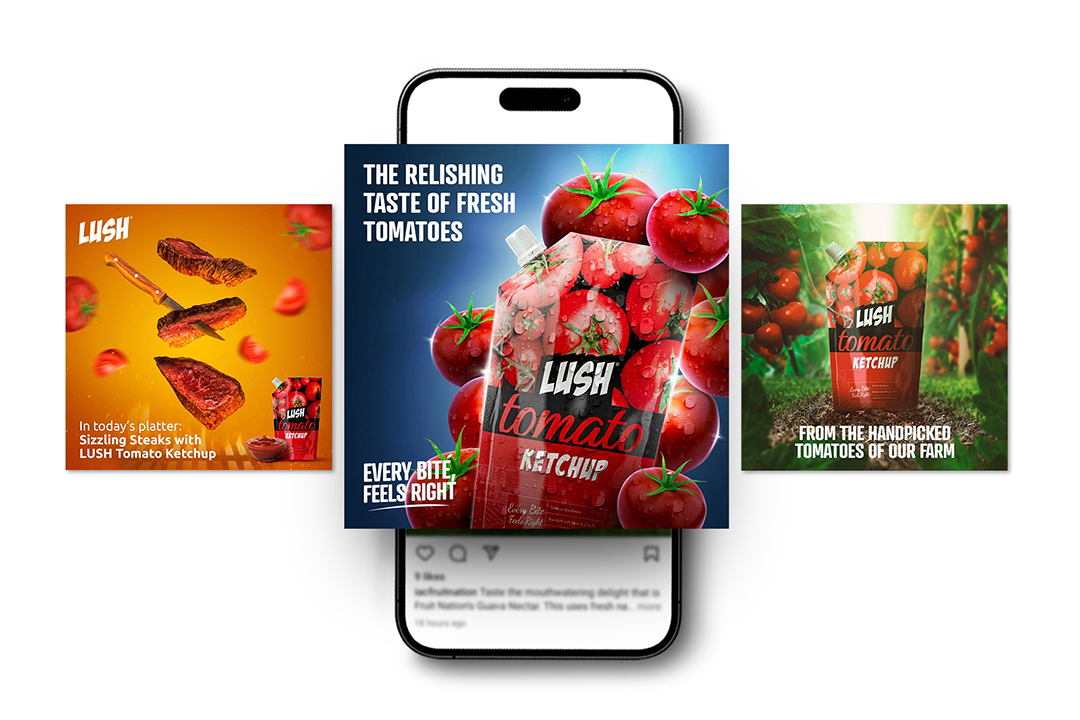 LUSH
In today's platter:
Sizzling Steaks with
LUSH Tomato Ketchup
LUSH
tomato
KETCHUP
THE RELISHING
TASTE OF FRESH
TOMATOES
LUSH
tomato
KETCHUP
Every Bite
Feels Right
EVERY BITE,
FEELS RIGHT
LUSH
tomato
KETCHUP
Every Bite
Feels Right
FROM THE HANDPICKED
TOMATOES OF OUR FARM
9 likes
iacfruitnation Taste the mouthwatering delight that is
Fruit Nation's Guava Nectar. This uses fresh na... more
18 hours ago